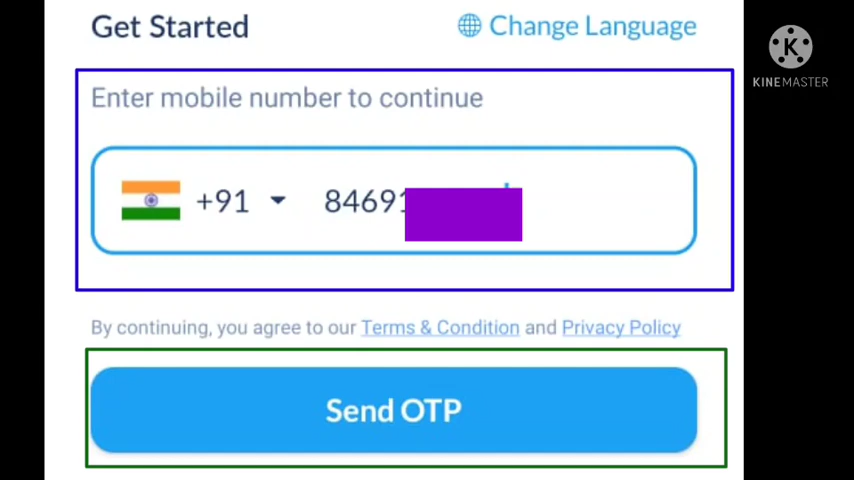 Get Started
Change Language
K
KINEMASTER
Enter mobile number to continue
+91 84691
By continuing, you agree to our Terms & Condition and Privacy Policy
Send OTP